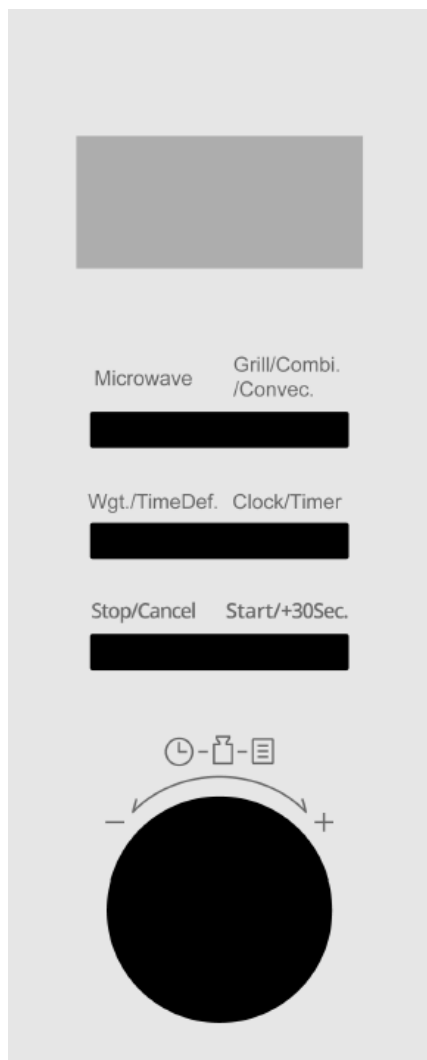 Microwave
Grill/Combi.
/Convec.
Wgt./TimeDef. Clock/Timer
Stop/Cancel Start/+30Sec.
- +